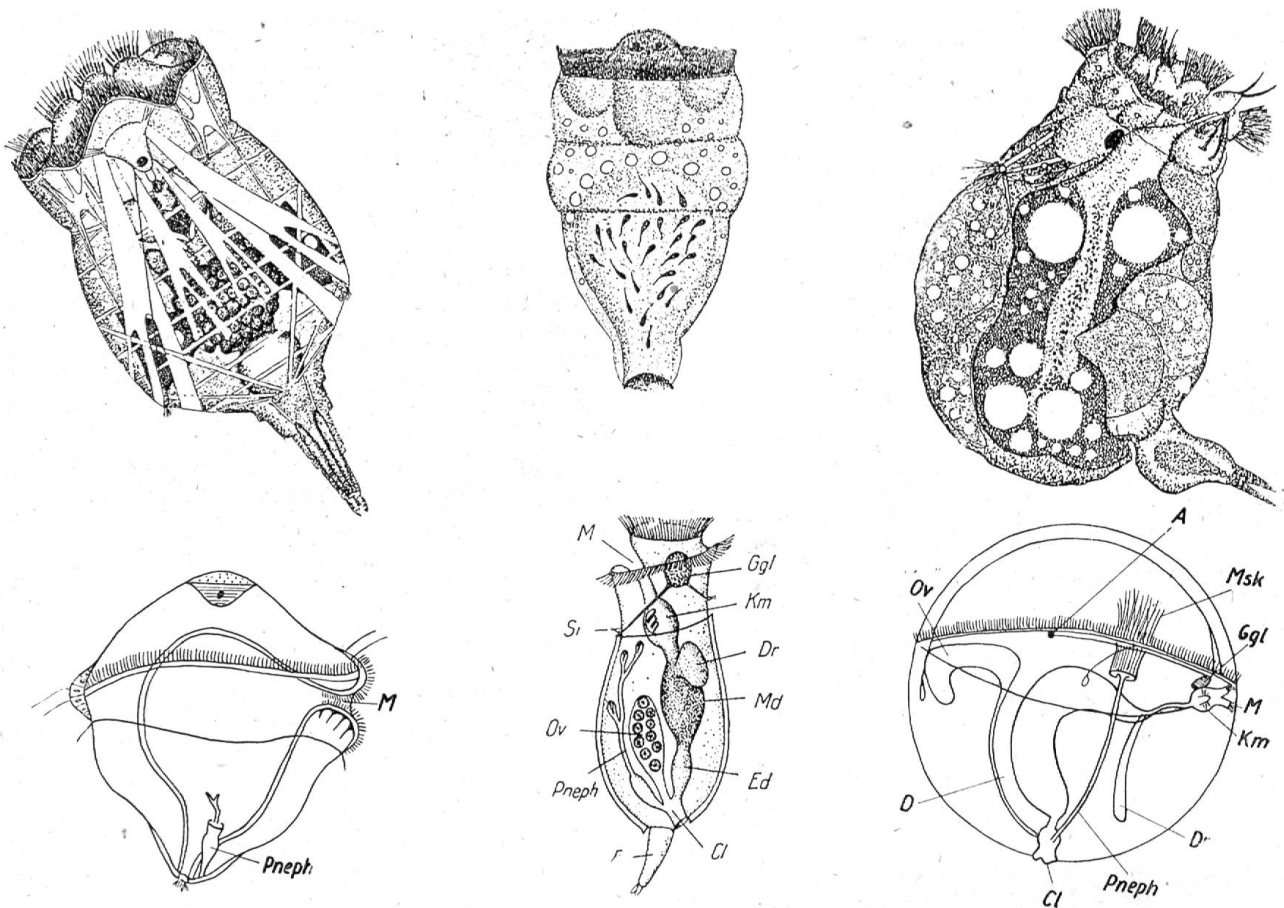 M
Pneph
M
Ggl
Km
Si
Dr
Md
Ov
Pneph
Ed
F
Cl
A
Ov
Msk
Ggl
M
Km
D
Dr
Pneph
Cl